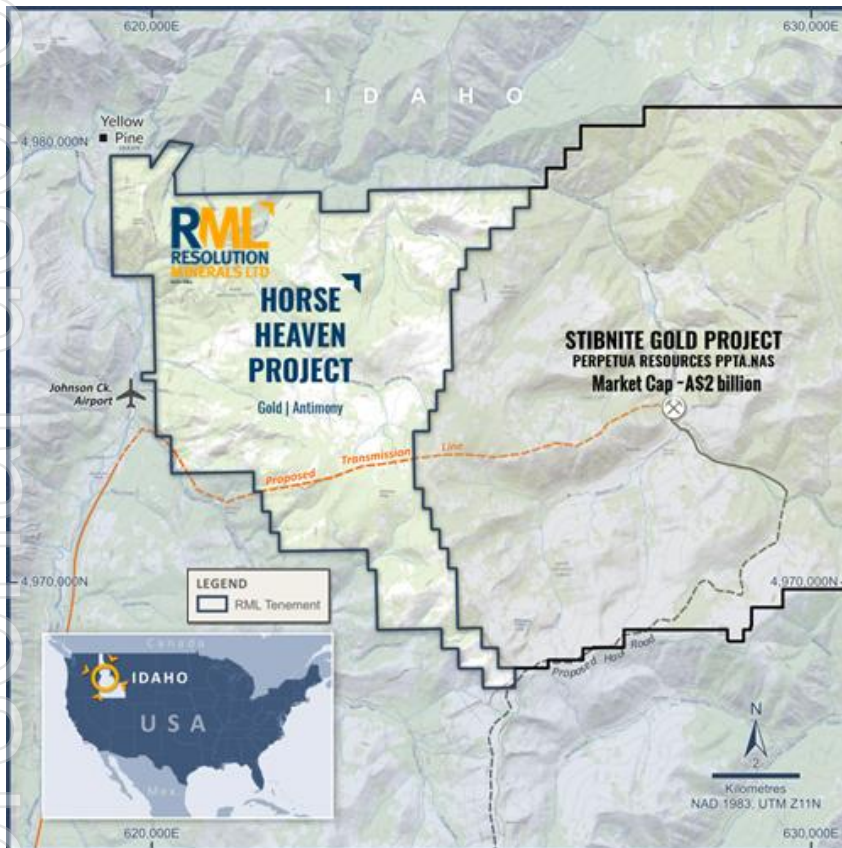 620,000E
630,000E
I D A H O
Yellow
Pine
4,980,000N
RML
RESOLUTION
MINERALS LTD
HORSE
HEAVEN
PROJECT
Gold | Antimony
STIBNITE GOLD PROJECT
PERPETUA RESOURCES PPTA.NAS
Market Cap ~A$2 billion
Johnson Ck.
Airport
Proposed Transmission Line
4,970,000N
4,970,000N
LEGEND
RML Tenement
Canada
IDAHO
USA
Mex
Proposed Haul Road
N
2
Kilometres
NAD 1983, UTM Z11N
620,000E
630,000E